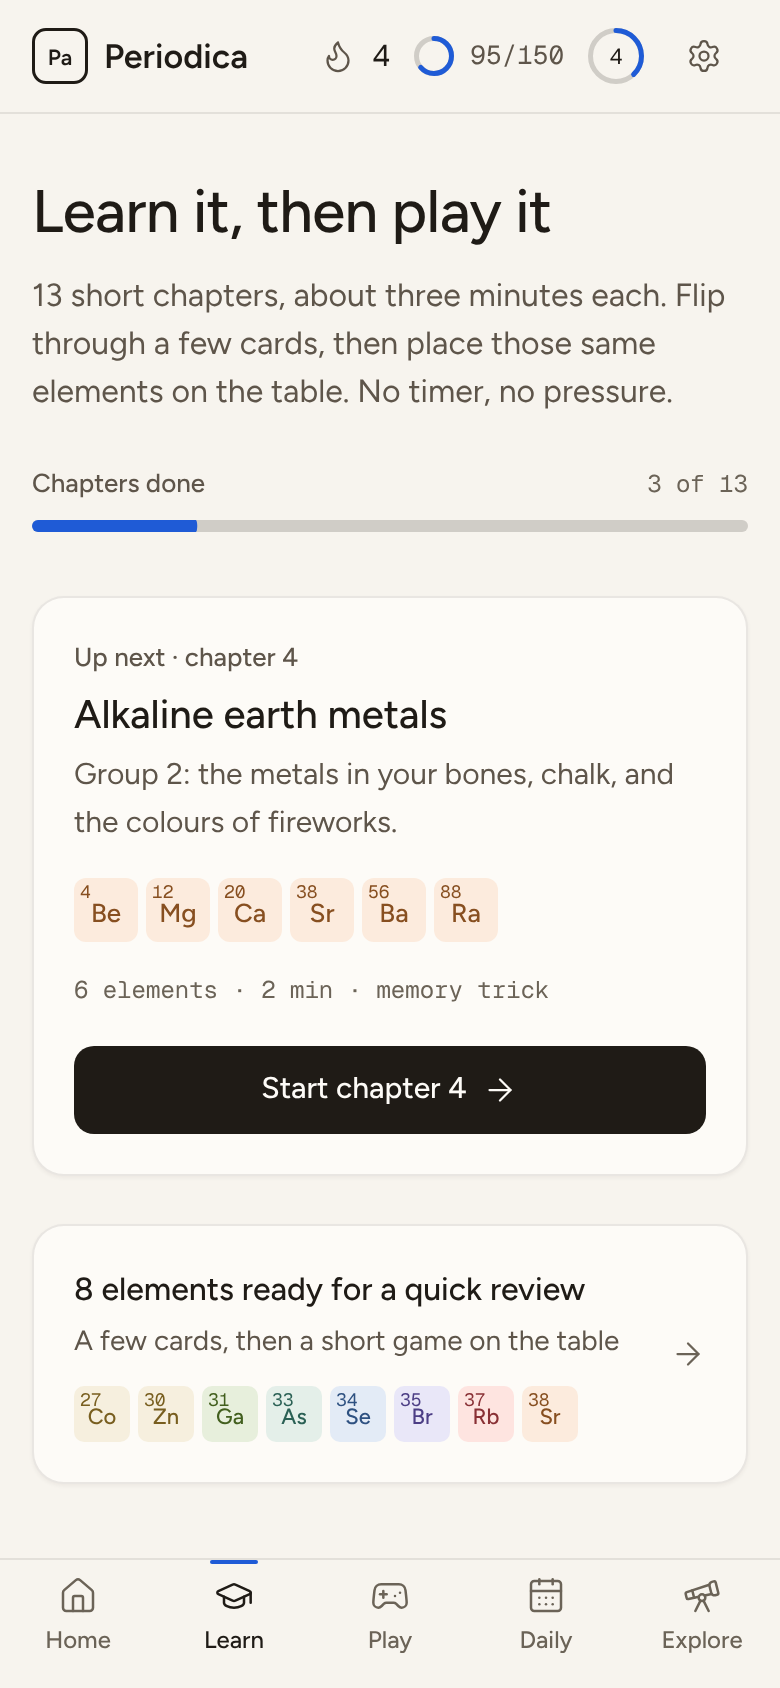 Pa Periodica 4 95/150 4
Learn it, then play it
13 short chapters, about three minutes each. Flip
through a few cards, then place those same
elements on the table. No timer, no pressure.
Chapters done 3 of 13
Up next · chapter 4
Alkaline earth metals
Group 2: the metals in your bones, chalk, and
the colours of fireworks.
4 Be 12 Mg 20 Ca 38 Sr 56 Ba 88 Ra
6 elements · 2 min · memory trick
Start chapter 4 →
8 elements ready for a quick review
A few cards, then a short game on the table
27 Co 30 Zn 31 Ga 33 As 34 Se 35 Br 37 Rb 38 Sr
Home Learn Play Daily Explore